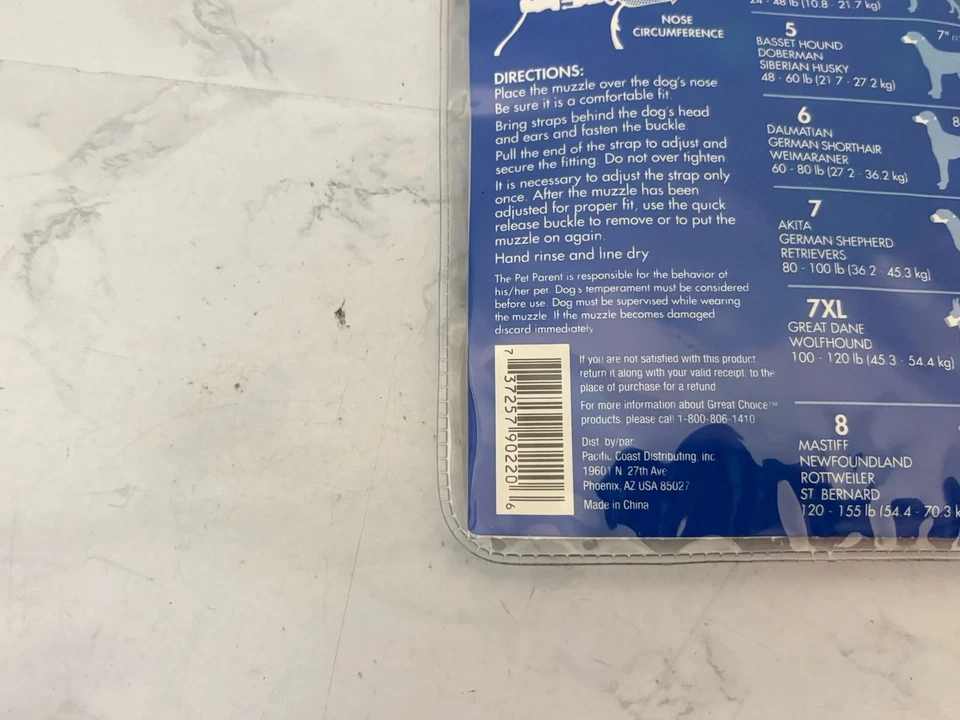 NOSE
CIRCUMFERENCE
DIRECTIONS:
Place the muzzle over the dog's nose
Be sure it is a comfortable fit.
Bring straps behind the dog's head
and ears and fasten the buckle.
Pull the end of the strap to adjust and
secure the fitting. Do not over tighten
It is necessary to adjust the strap only
once. After the muzzle has been
adjusted for proper fit, use the quick
release buckle to remove or to put the
muzzle on again.
Hand rinse and line dry
The Pet Parent is responsible for the behavior of
his/her pet. Dog's temperament must be considered
before use. Dog must be supervised while wearing
the muzzle. If the muzzle becomes damaged
discard immediately
7 37257 90220 6
If you are not satisfied with this product,
return it along with your valid receipt, to the
place of purchase for a refund
For more information about Grreat Choice™
products, please call 1-800-806-1410
Dist. by/par
Pacific Coast Distributing, inc.
19601 N. 27th Ave
Phoenix, AZ USA 85027
Made in China
24 - 48 lb (10.8 - 21.7 kg)
5
BASSET HOUND
DOBERMAN
SIBERIAN HUSKY
48 - 60 lb (21.7 - 27.2 kg)
7"
6
DALMATIAN
GERMAN SHORTHAIR
WEIMARANER
60 - 80 lb (27.2 - 36.2 kg)
8
7
AKITA
GERMAN SHEPHERD
RETRIEVERS
80 - 100 lb (36.2 - 45.3 kg)
7XL
GREAT DANE
WOLFHOUND
100 - 120 lb (45.3 - 54.4 kg)
8
MASTIFF
NEWFOUNDLAND
ROTTWEILER
ST. BERNARD
120 - 155 lb (54.4 - 70.3 k